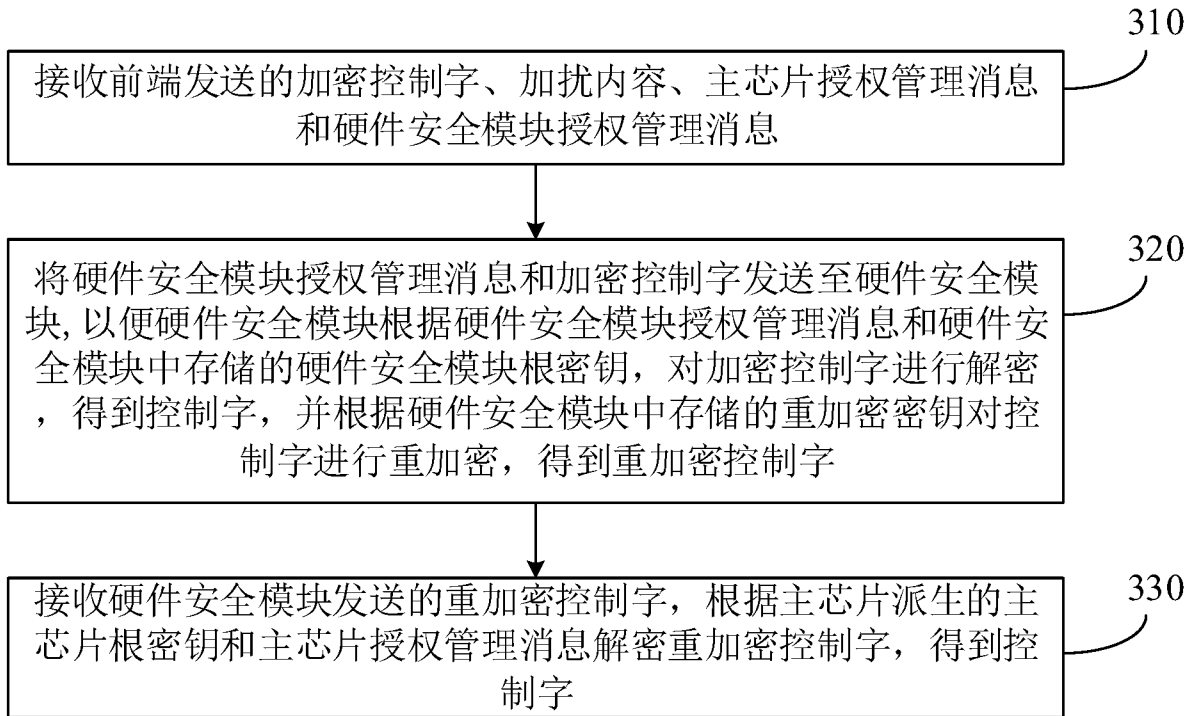 310
接收前端发送的加密控制字、加扰内容、主芯片授权管理消息
和硬件安全模块授权管理消息
320
将硬件安全模块授权管理消息和加密控制字发送至硬件安全模
块,以便硬件安全模块根据硬件安全模块授权管理消息和硬件安
全模块中存储的硬件安全模块根密钥，对加密控制字进行解密
，得到控制字，并根据硬件安全模块中存储的重加密密钥对控
制字进行重加密，得到重加密控制字
330
接收硬件安全模块发送的重加密控制字，根据主芯片派生的主
芯片根密钥和主芯片授权管理消息解密重加密控制字，得到控
制字